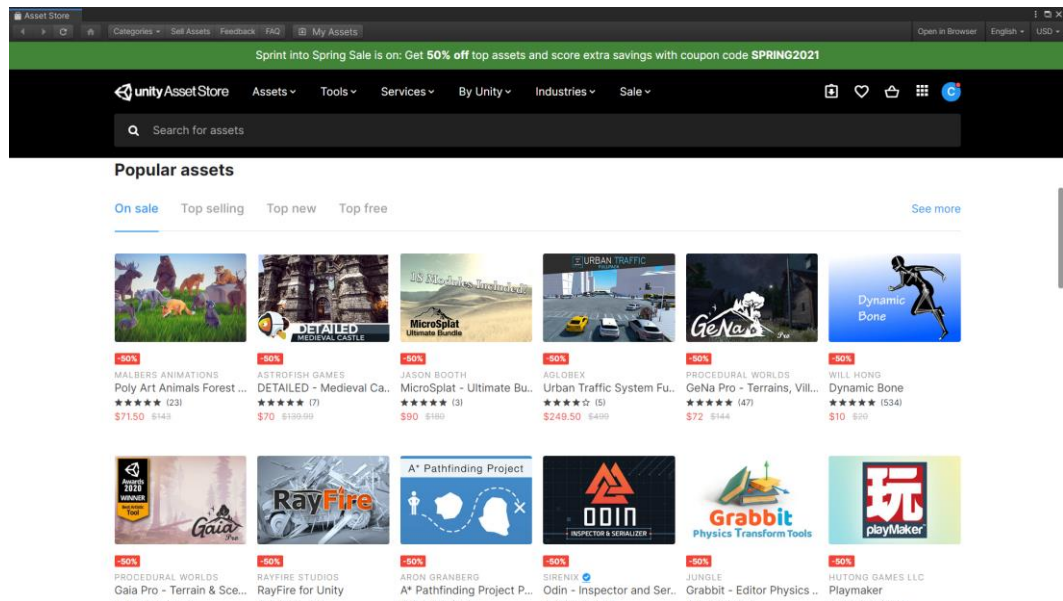 Asset Store
Categories Sell Assets Feedback FAQ My Assets Open in Browser English USD
Sprint into Spring Sale is on: Get 50% off top assets and score extra savings with coupon code SPRING2021
unity Asset Store Assets Tools Services By Unity Industries Sale C
Search for assets
Popular assets
On sale Top selling Top new Top free See more
DETAILED
MEDIEVAL CASTLE
18 Modules Included!
MicroSplat
Ultimate Bundle
URBAN TRAFFIC
GeNa Pro
Dynamic
Bone
-50% -50% -50% -50% -50% -50%
MALBERS ANIMATIONS ASTROFISH GAMES JASON BOOTH AGLOBEX PROCEDURAL WORLDS WILL HONG
Poly Art Animals Forest ... DETAILED - Medieval Ca.. MicroSplat - Ultimate Bu.. Urban Traffic System Fu.. GeNa Pro - Terrains, Vill... Dynamic Bone
(23) (7) (3) (5) (47) (534)
$71.50 $143 $70 $139.99 $90 $180 $249.50 $499 $72 $144 $10 $20
Awards
2020
WINNER
Best Artistic
Tool
Gaia Pro
RayFire
A* Pathfinding Project
ODIN
INSPECTOR & SERIALIZER
Grabbit
Physics Transform Tools
玩
playMaker
-50% -50% -50% -50% -50% -50%
PROCEDURAL WORLDS RAYFIRE STUDIOS ARON GRANBERG SIRENIX JUNGLE HUTONG GAMES LLC
Gaia Pro - Terrain & Sce... RayFire for Unity A* Pathfinding Project P... Odin - Inspector and Ser.. Grabbit - Editor Physics .. Playmaker